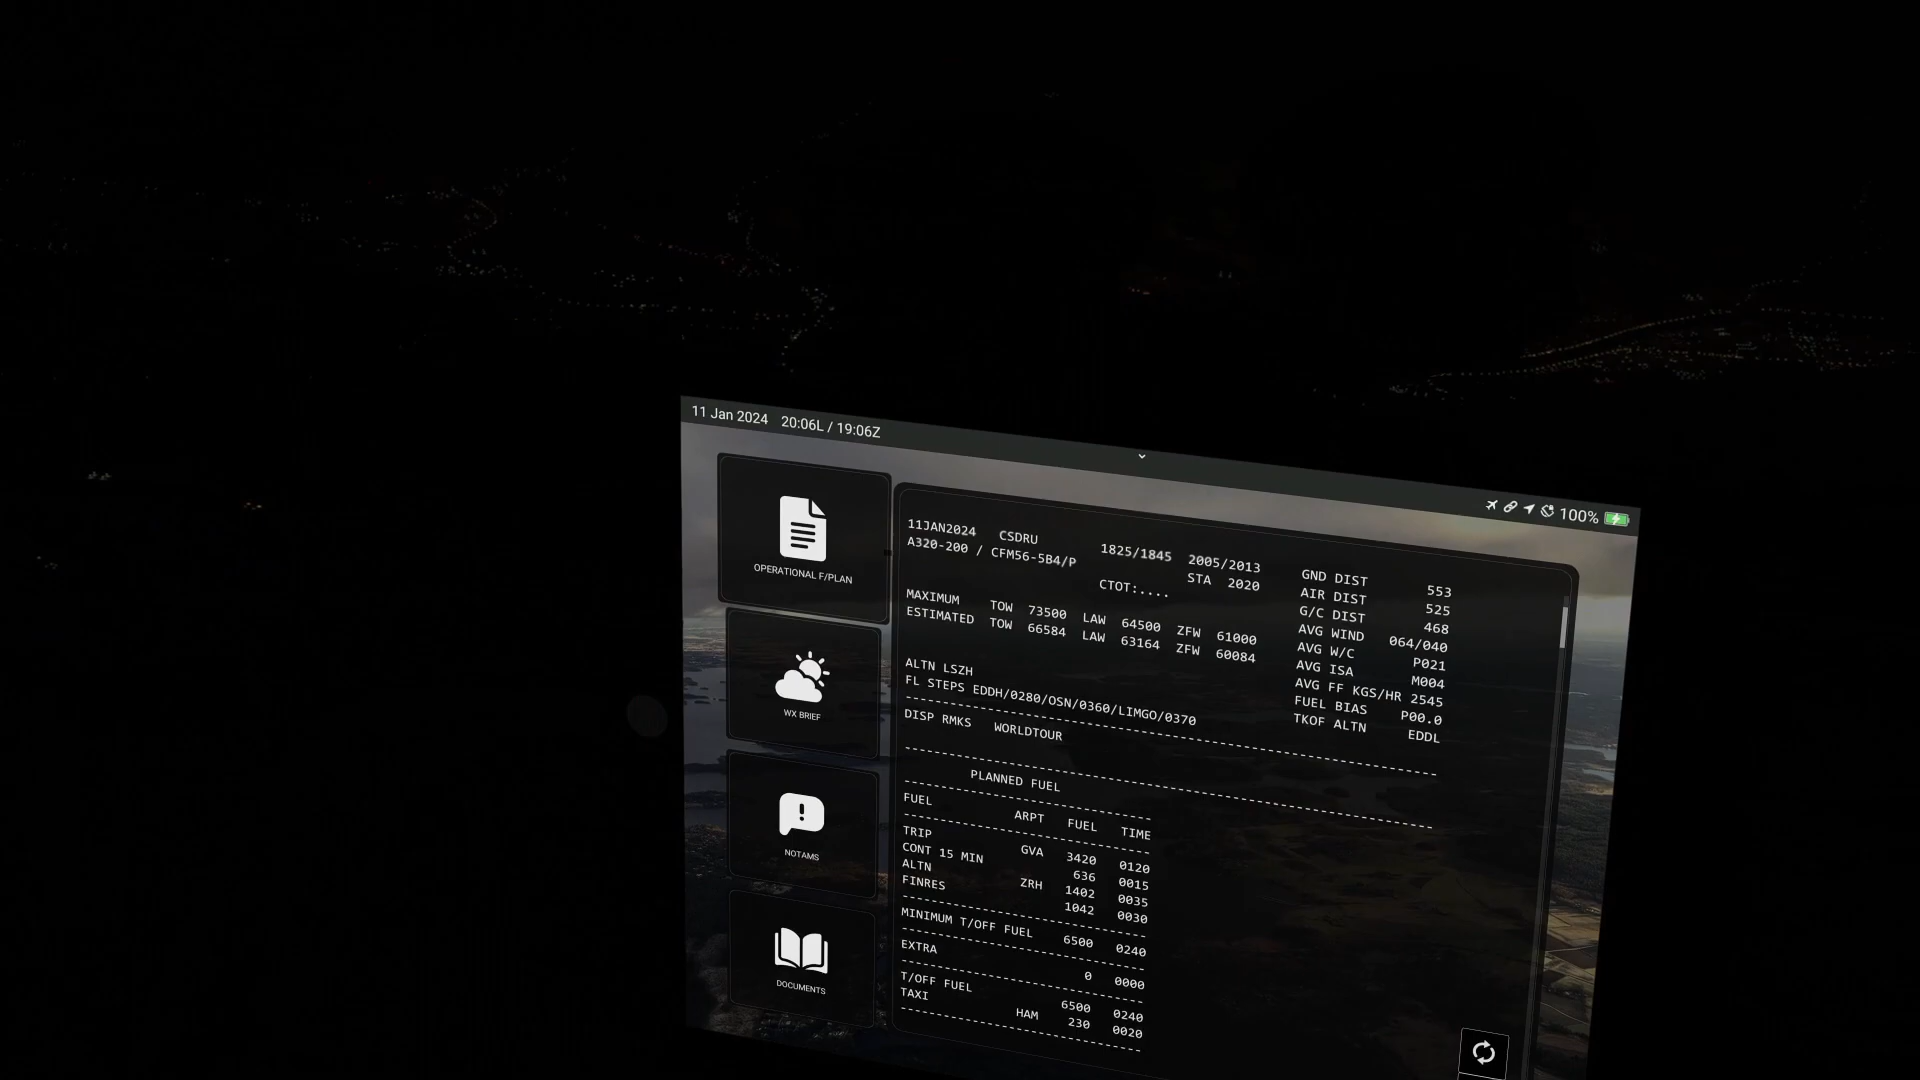 11 Jan 2024 20:06L / 19:06Z
100%
OPERATIONAL F/PLAN
WX BRIEF
NOTAMS
DOCUMENTS
11JAN2024 CSDRU 1825/1845 2005/2013
A320-200 / CFM56-5B4/P STA 2020
CTOT:....
MAXIMUM TOW 73500 LAW 64500 ZFW 61000
ESTIMATED TOW 66584 LAW 63164 ZFW 60084
ALTN LSZH
FL STEPS EDDH/0280/OSN/0360/LIMGO/0370
GND DIST 553
AIR DIST 525
G/C DIST 468
AVG WIND 064/040
AVG W/C P021
AVG ISA M004
AVG FF KGS/HR 2545
FUEL BIAS P00.0
TKOF ALTN EDDL
--------------------------------------------------------------------
DISP RMKS WORLDTOUR
--------------------------------------------------------------------
PLANNED FUEL
---------------------------------
FUEL ARPT FUEL TIME
---------------------------------
TRIP GVA 3420 0120
CONT 15 MIN 636 0015
ALTN ZRH 1402 0035
FINRES 1042 0030
---------------------------------
MINIMUM T/OFF FUEL 6500 0240
---------------------------------
EXTRA 0 0000
---------------------------------
T/OFF FUEL 6500 0240
TAXI HAM 230 0020
---------------------------------